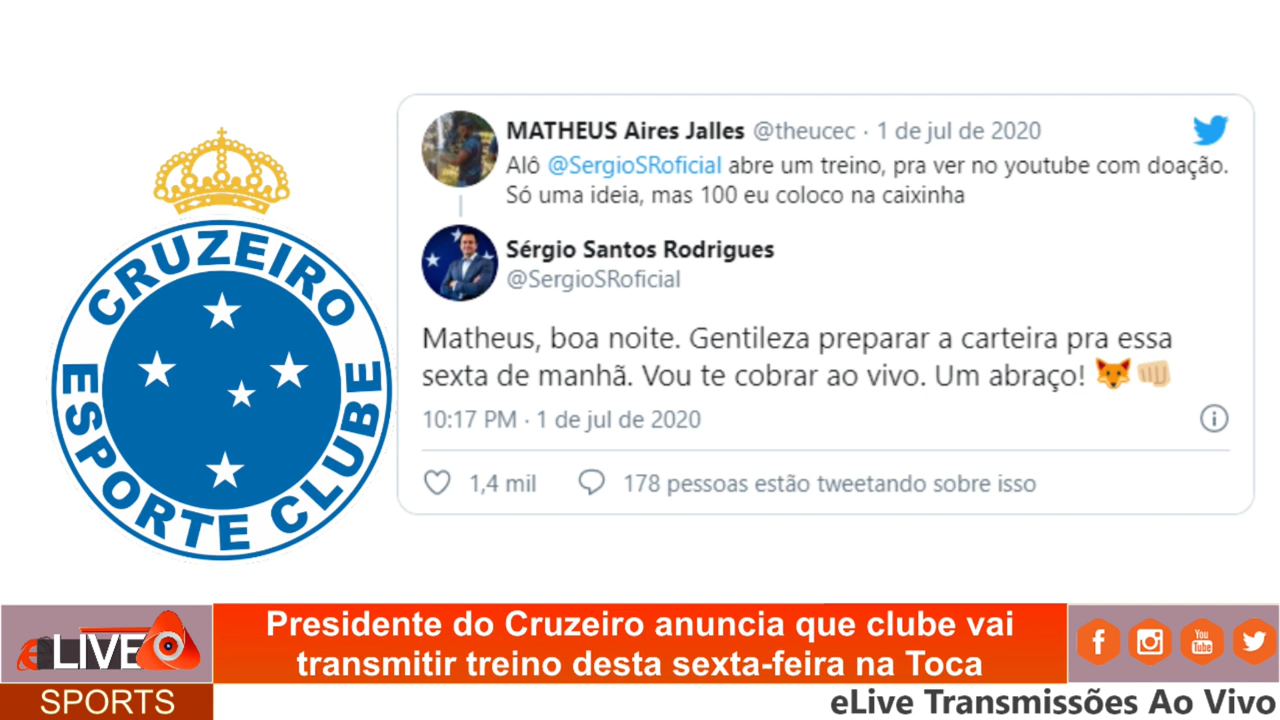 CRUZEIRO
ESPORTE CLUBE
MATHEUS Aires Jalles @theucec · 1 de jul de 2020
Alô @SergioSRoficial abre um treino, pra ver no youtube com doação.
Só uma ideia, mas 100 eu coloco na caixinha
Sérgio Santos Rodrigues
@SergioSRoficial
Matheus, boa noite. Gentileza preparar a carteira pra essa
sexta de manhã. Vou te cobrar ao vivo. Um abraço! 🦊👊🏼
10:17 PM · 1 de jul de 2020
1,4 mil 178 pessoas estão tweetando sobre isso
eLIVE
SPORTS
Presidente do Cruzeiro anuncia que clube vai
transmitir treino desta sexta-feira na Toca
You
Tube
eLive Transmissões Ao Vivo